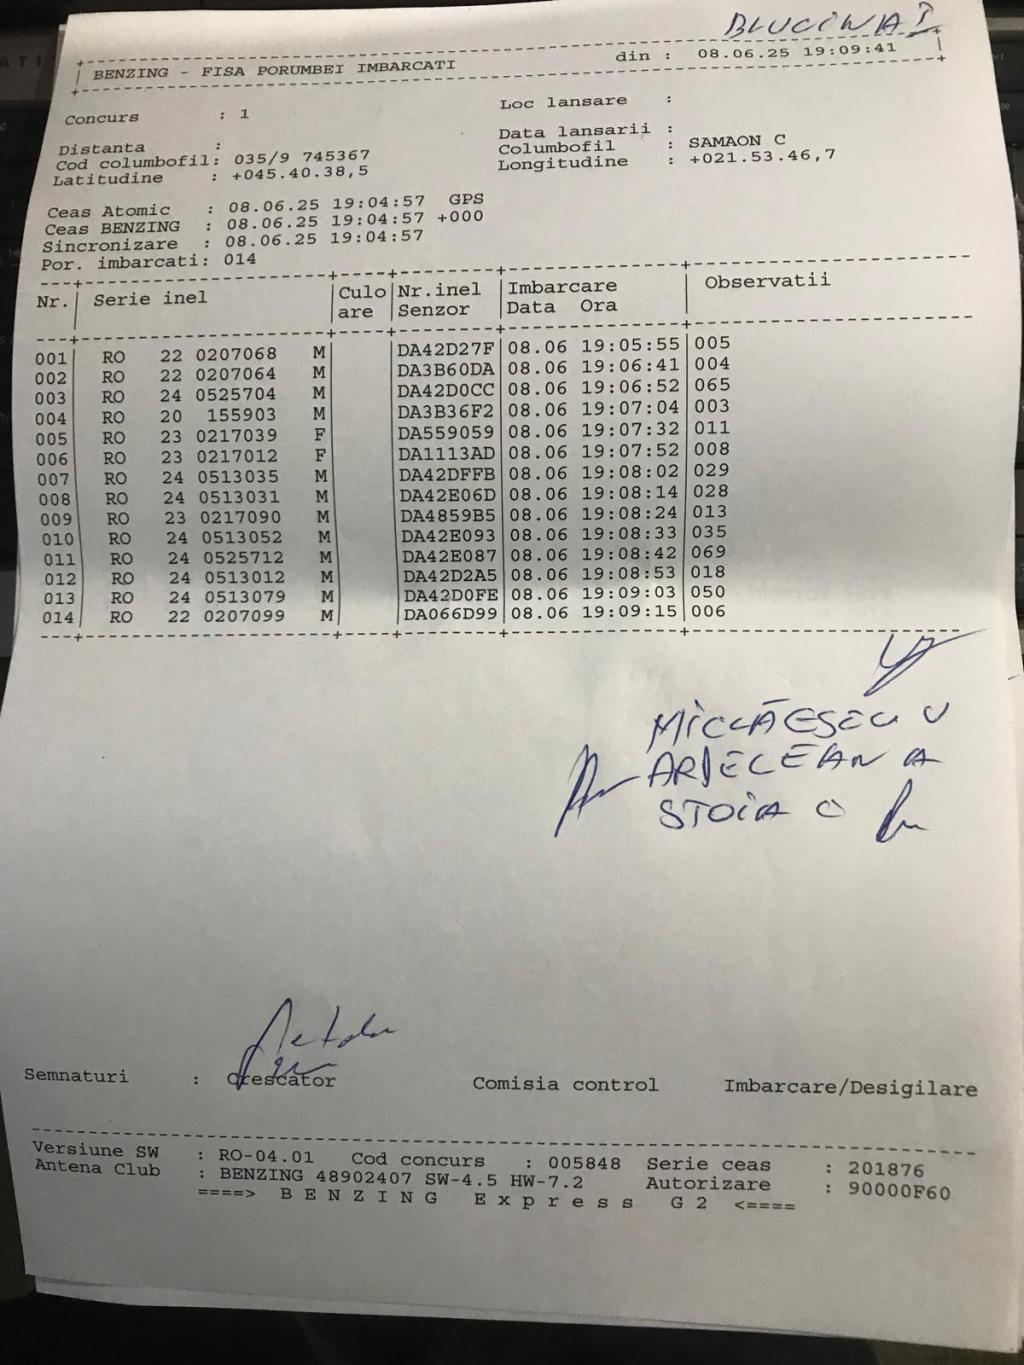 BLUCINA I
BENZING - FISA PORUMBEI IMBARCATI din : 08.06.25 19:09:41
Concurs : 1 Loc lansare :
Distanta : Data lansarii :
Cod columbofil: 035/9 745367 Columbofil : SAMAON C
Latitudine : +045.40.38,5 Longitudine : +021.53.46,7
Ceas Atomic : 08.06.25 19:04:57 GPS
Ceas BENZING : 08.06.25 19:04:57 +000
Sincronizare : 08.06.25 19:04:57
Por. imbarcati: 014
Nr. Serie inel Culo Nr.inel Imbarcare Observatii
are Senzor Data Ora
001 RO 22 0207068 M DA42D27F 08.06 19:05:55 005
002 RO 22 0207064 M DA3B60DA 08.06 19:06:41 004
003 RO 24 0525704 M DA42D0CC 08.06 19:06:52 065
004 RO 20 155903 M DA3B36F2 08.06 19:07:04 003
005 RO 23 0217039 F DA559059 08.06 19:07:32 011
006 RO 23 0217012 F DA1113AD 08.06 19:07:52 008
007 RO 24 0513035 M DA42DFFB 08.06 19:08:02 029
008 RO 24 0513031 M DA42E06D 08.06 19:08:14 028
009 RO 23 0217090 M DA4859B5 08.06 19:08:24 013
010 RO 24 0513052 M DA42E093 08.06 19:08:33 035
011 RO 24 0525712 M DA42E087 08.06 19:08:42 069
012 RO 24 0513012 M DA42D2A5 08.06 19:08:53 018
013 RO 24 0513079 M DA42D0FE 08.06 19:09:03 050
014 RO 22 0207099 M DA066D99 08.06 19:09:15 006
MICLĂESCU V
ARDELEAN A
STOIA C
Semnaturi : Crescator Comisia control Imbarcare/Desigilare
Versiune SW : RO-04.01 Cod concurs : 005848 Serie ceas : 201876
Antena Club : BENZING 48902407 SW-4.5 HW-7.2 Autorizare : 90000F60
====> B E N Z I N G E x p r e s s G 2 <====